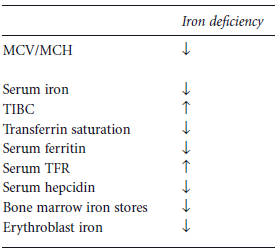 Iron deficiency
MCV/MCH ↓
Serum iron ↓
TIBC ↑
Transferrin saturation ↓
Serum ferritin ↓
Serum TFR ↑
Serum hepcidin ↓
Bone marrow iron stores ↓
Erythroblast iron ↓